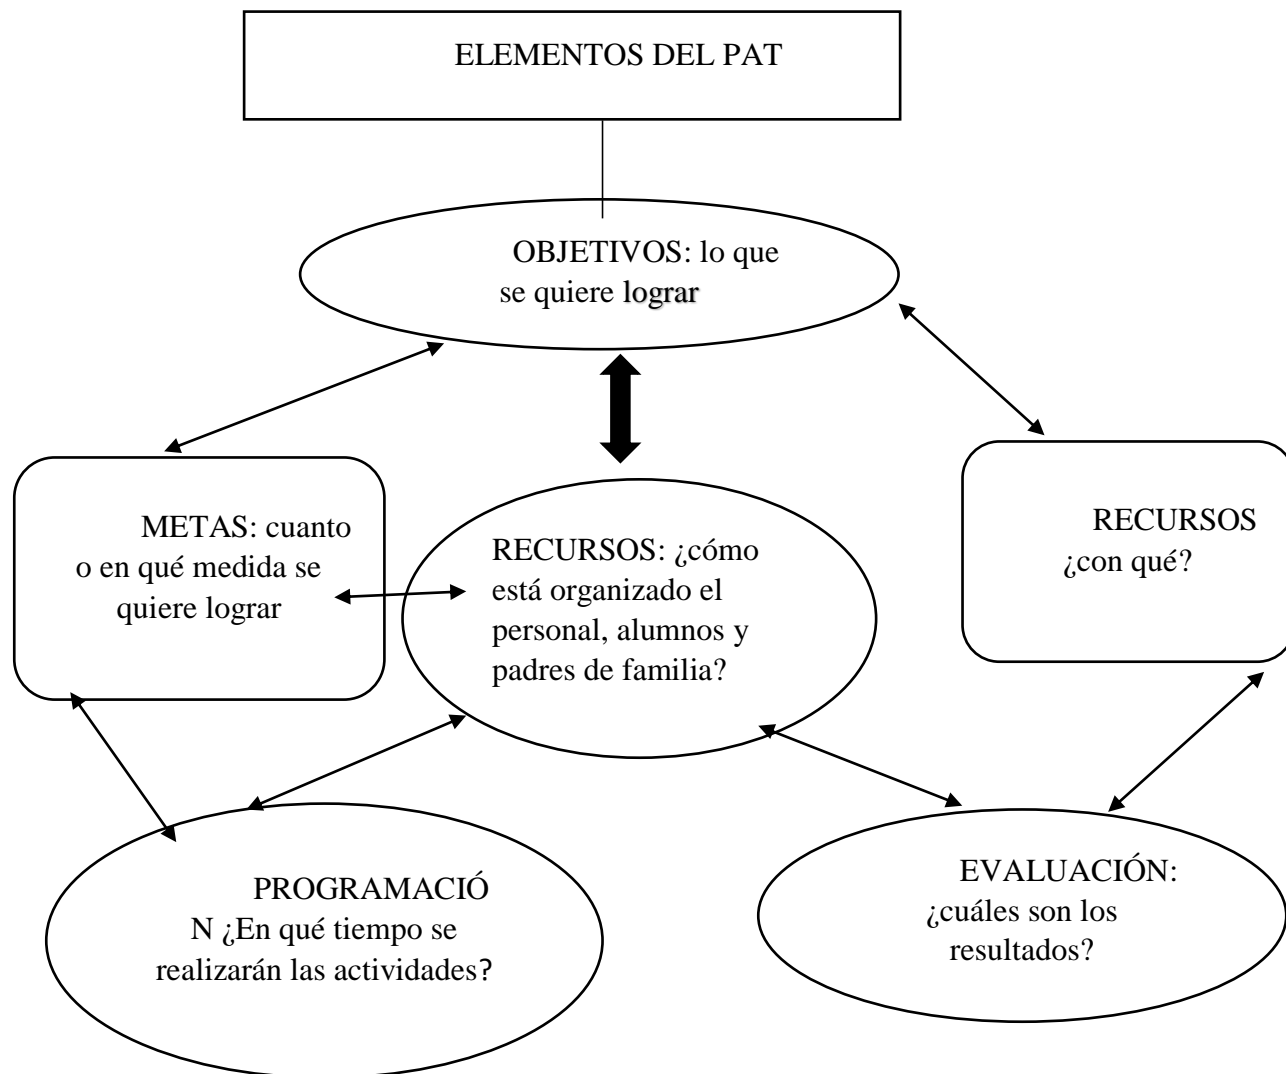 ELEMENTOS DEL PAT
OBJETIVOS: lo que
se quiere lograr
METAS: cuanto
o en qué medida se
quiere lograr
RECURSOS: ¿cómo
está organizado el
personal, alumnos y
padres de familia?
RECURSOS
¿con qué?
PROGRAMACIÓ
N ¿En qué tiempo se
realizarán las actividades?
EVALUACIÓN:
¿cuáles son los
resultados?